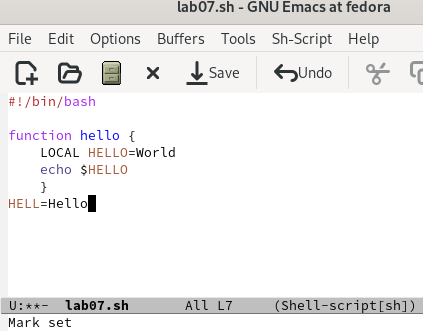 lab07.sh - GNU Emacs at fedora
File Edit Options Buffers Tools Sh-Script Help
Save Undo
#!/bin/bash
function hello {
    LOCAL HELLO=World
    echo $HELLO
    }
HELL=Hello
U:**-  lab07.sh       All L7     (Shell-script[sh])
Mark set